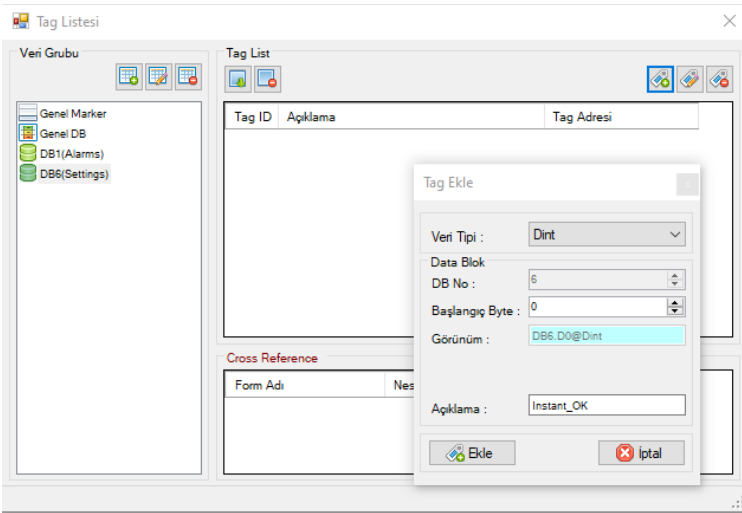 Tag Listesi
Veri Grubu
Genel Marker
Genel DB
DB1(Alarms)
DB6(Settings)
Tag List
Tag ID Açıklama Tag Adresi
Tag Ekle
Veri Tipi : Dint
Data Blok
DB No : 6
Başlangıç Byte : 0
Görünüm : DB6.D0@Dint
Açıklama : Instant_OK
Ekle İptal
Cross Reference
Form Adı Nes